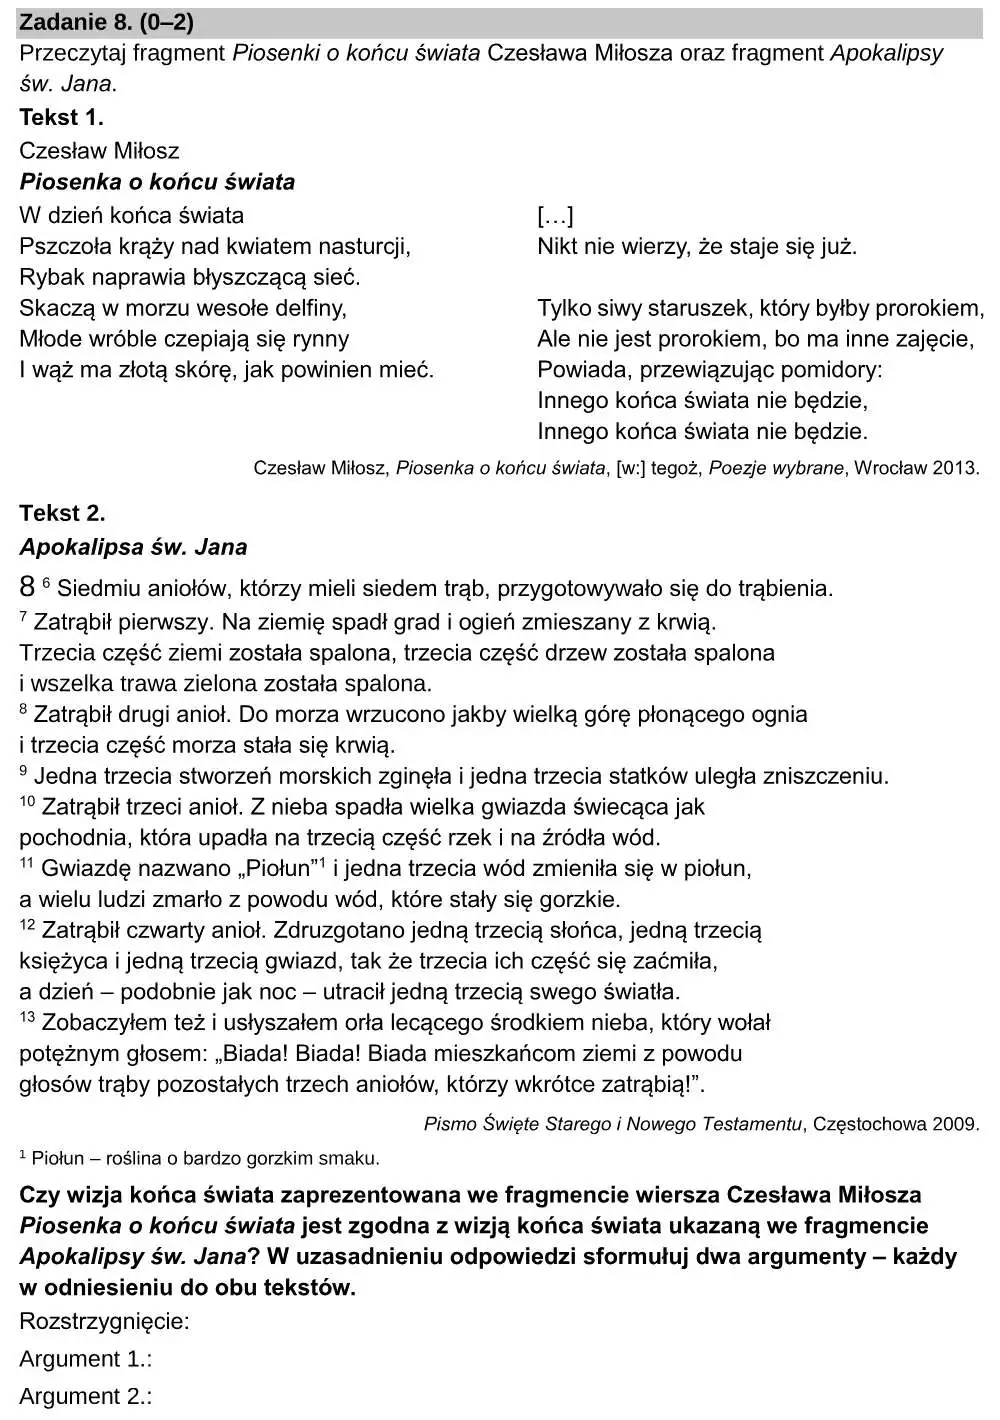 Zadanie 8. (0–2)
Przeczytaj fragment Piosenki o końcu świata Czesława Miłosza oraz fragment Apokalipsy
św. Jana.
Tekst 1.
Czesław Miłosz
Piosenka o końcu świata
W dzień końca świata
Pszczoła krąży nad kwiatem nasturcji,
Rybak naprawia błyszczącą sieć.
Skaczą w morzu wesołe delfiny,
Młode wróble czepiają się rynny
I wąż ma złotą skórę, jak powinien mieć.
[…]
Nikt nie wierzy, że staje się już.
Tylko siwy staruszek, który byłby prorokiem,
Ale nie jest prorokiem, bo ma inne zajęcie,
Powiada, przewiązując pomidory:
Innego końca świata nie będzie,
Innego końca świata nie będzie.
Czesław Miłosz, Piosenka o końcu świata, [w:] tegoż, Poezje wybrane, Wrocław 2013.
Tekst 2.
Apokalipsa św. Jana
8 6 Siedmiu aniołów, którzy mieli siedem trąb, przygotowywało się do trąbienia.
7 Zatrąbił pierwszy. Na ziemię spadł grad i ogień zmieszany z krwią.
Trzecia część ziemi została spalona, trzecia część drzew została spalona
i wszelka trawa zielona została spalona.
8 Zatrąbił drugi anioł. Do morza wrzucono jakby wielką górę płonącego ognia
i trzecia część morza stała się krwią.
9 Jedna trzecia stworzeń morskich zginęła i jedna trzecia statków uległa zniszczeniu.
10 Zatrąbił trzeci anioł. Z nieba spadła wielka gwiazda świecąca jak
pochodnia, która upadła na trzecią część rzek i na źródła wód.
11 Gwiazdę nazwano „Piołun”1 i jedna trzecia wód zmieniła się w piołun,
a wielu ludzi zmarło z powodu wód, które stały się gorzkie.
12 Zatrąbił czwarty anioł. Zdruzgotano jedną trzecią słońca, jedną trzecią
księżyca i jedną trzecią gwiazd, tak że trzecia ich część się zaćmiła,
a dzień – podobnie jak noc – utracił jedną trzecią swego światła.
13 Zobaczyłem też i usłyszałem orła lecącego środkiem nieba, który wołał
potężnym głosem: „Biada! Biada! Biada mieszkańcom ziemi z powodu
głosów trąby pozostałych trzech aniołów, którzy wkrótce zatrąbią!”.
Pismo Święte Starego i Nowego Testamentu, Częstochowa 2009.
1 Piołun – roślina o bardzo gorzkim smaku.
Czy wizja końca świata zaprezentowana we fragmencie wiersza Czesława Miłosza
Piosenka o końcu świata jest zgodna z wizją końca świata ukazaną we fragmencie
Apokalipsy św. Jana? W uzasadnieniu odpowiedzi sformułuj dwa argumenty – każdy
w odniesieniu do obu tekstów.
Rozstrzygnięcie:
Argument 1.:
Argument 2.: